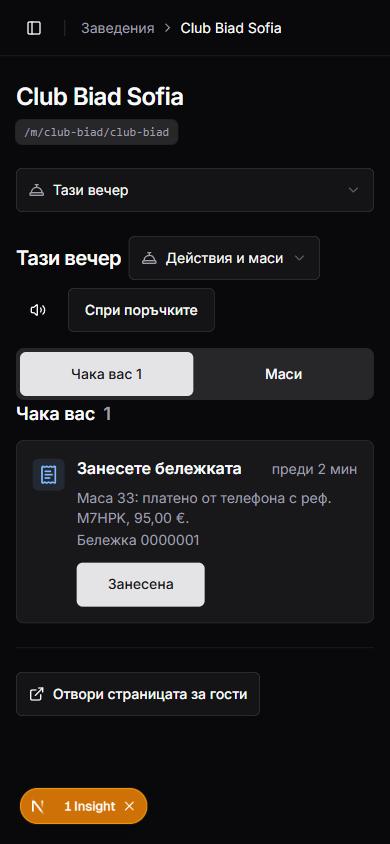 Заведения > Club Biad Sofia
Club Biad Sofia
/m/club-biad/club-biad
Тази вечер
Тази вечер
Действия и маси
Спри поръчките
Чака вас 1
Маси
Чака вас 1
Занесете бележката
преди 2 мин
Маса 33: платено от телефона с реф.
M7HPK, 95,00 €.
Бележка 0000001
Занесена
Отвори страницата за гости
N 1 Insight